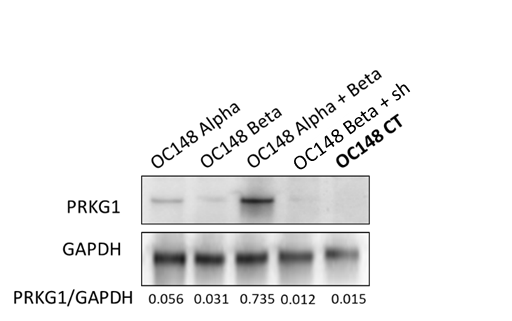 OC148 Alpha
OC148 Beta
OC148 Alpha + Beta
OC148 Beta + sh
OC148 CT
PRKG1
GAPDH
PRKG1/GAPDH 0.056 0.031 0.735 0.012 0.015